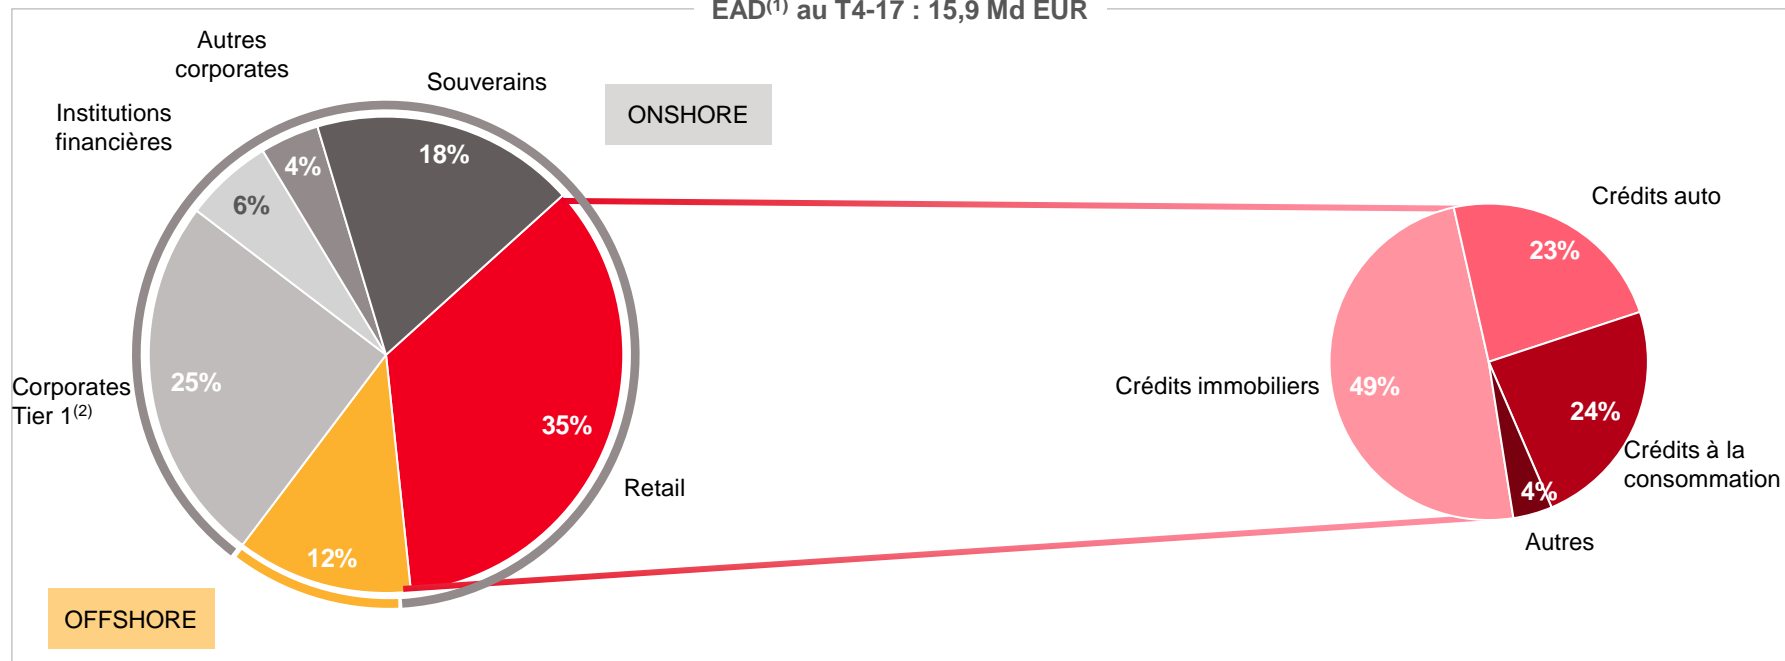 EAD(1) au T4-17 : 15,9 Md EUR
Autres
corporates
Souverains
Institutions
financières
ONSHORE
4%
18%
6%
25%
Corporates
Tier 1(2)
35%
Retail
12%
OFFSHORE
Crédits auto
23%
Crédits immobiliers
49%
24%
Crédits à la
consommation
4%
Autres